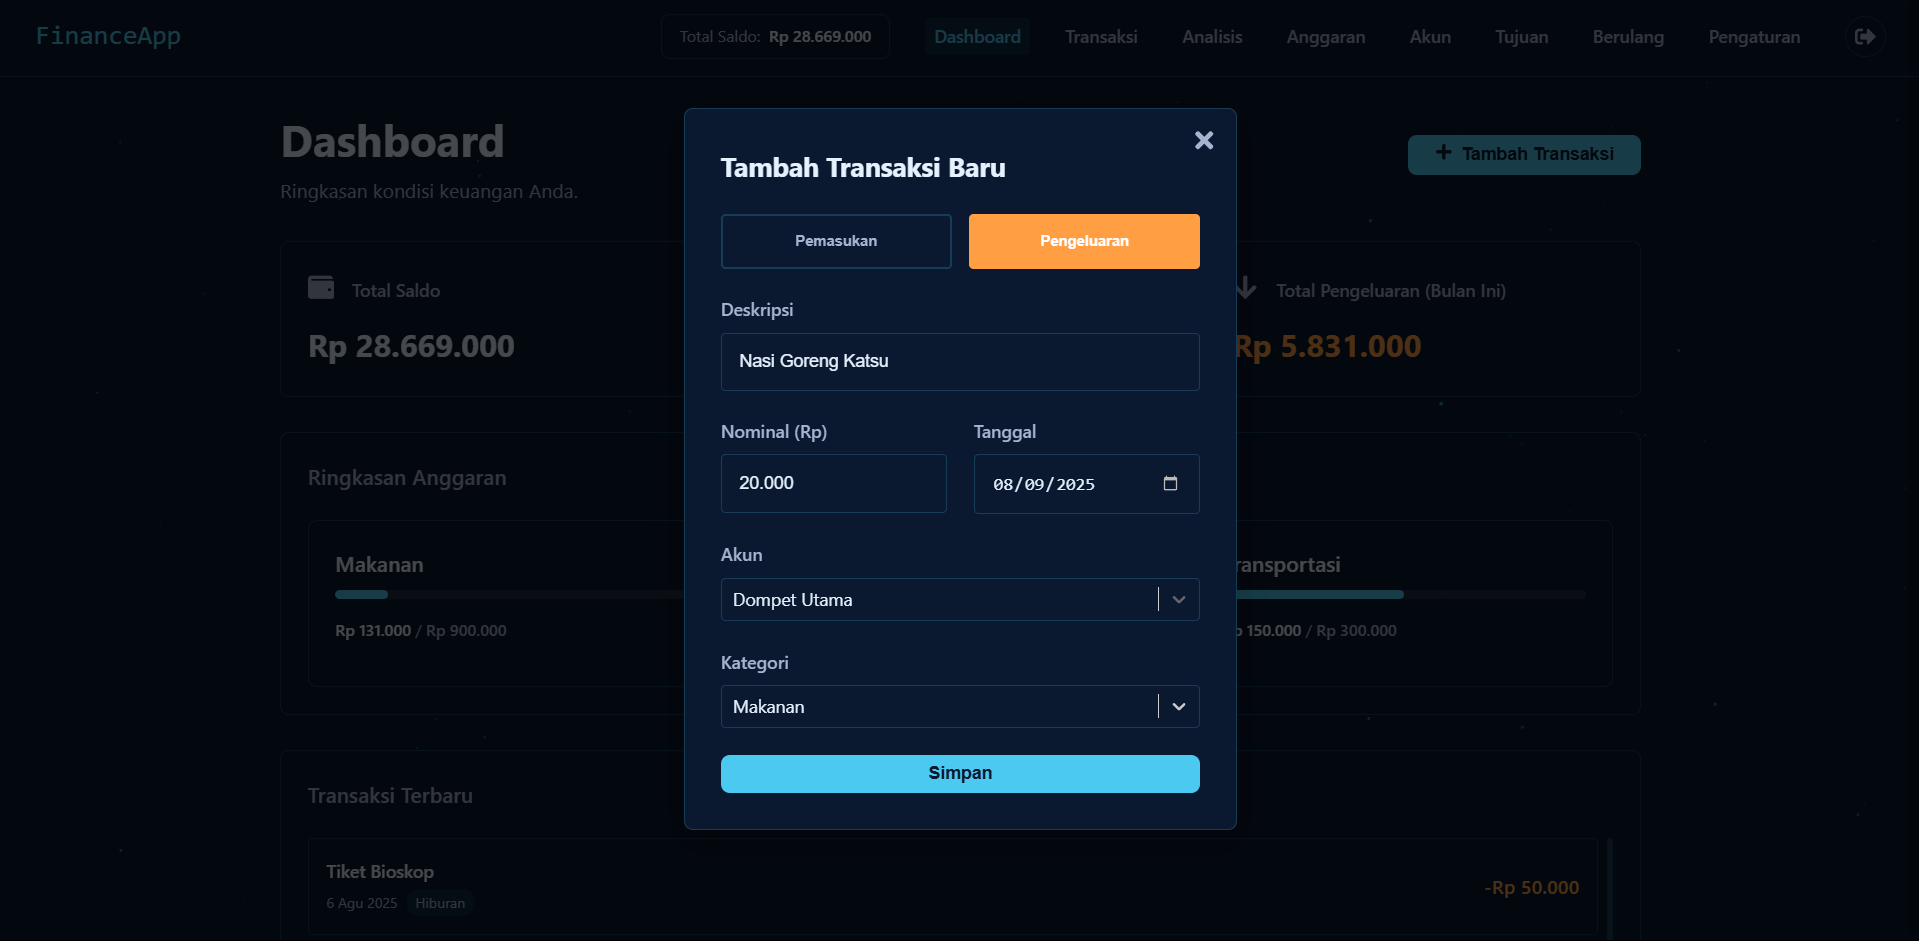 FinanceApp
Total Saldo: Rp 28.669.000
Dashboard
Transaksi
Analisis
Anggaran
Akun
Tujuan
Berulang
Pengaturan
Dashboard
Ringkasan kondisi keuangan Anda.
+ Tambah Transaksi
Total Saldo
Rp 28.669.000
Total Pengeluaran (Bulan Ini)
Rp 5.831.000
Ringkasan Anggaran
Makanan
Rp 131.000 / Rp 900.000
ransportasi
p 150.000 / Rp 300.000
Transaksi Terbaru
Tiket Bioskop
6 Agu 2025 Hiburan
-Rp 50.000
Tambah Transaksi Baru
Pemasukan
Pengeluaran
Deskripsi
Nasi Goreng Katsu
Nominal (Rp)
20.000
Tanggal
08/09/2025
Akun
Dompet Utama
Kategori
Makanan
Simpan